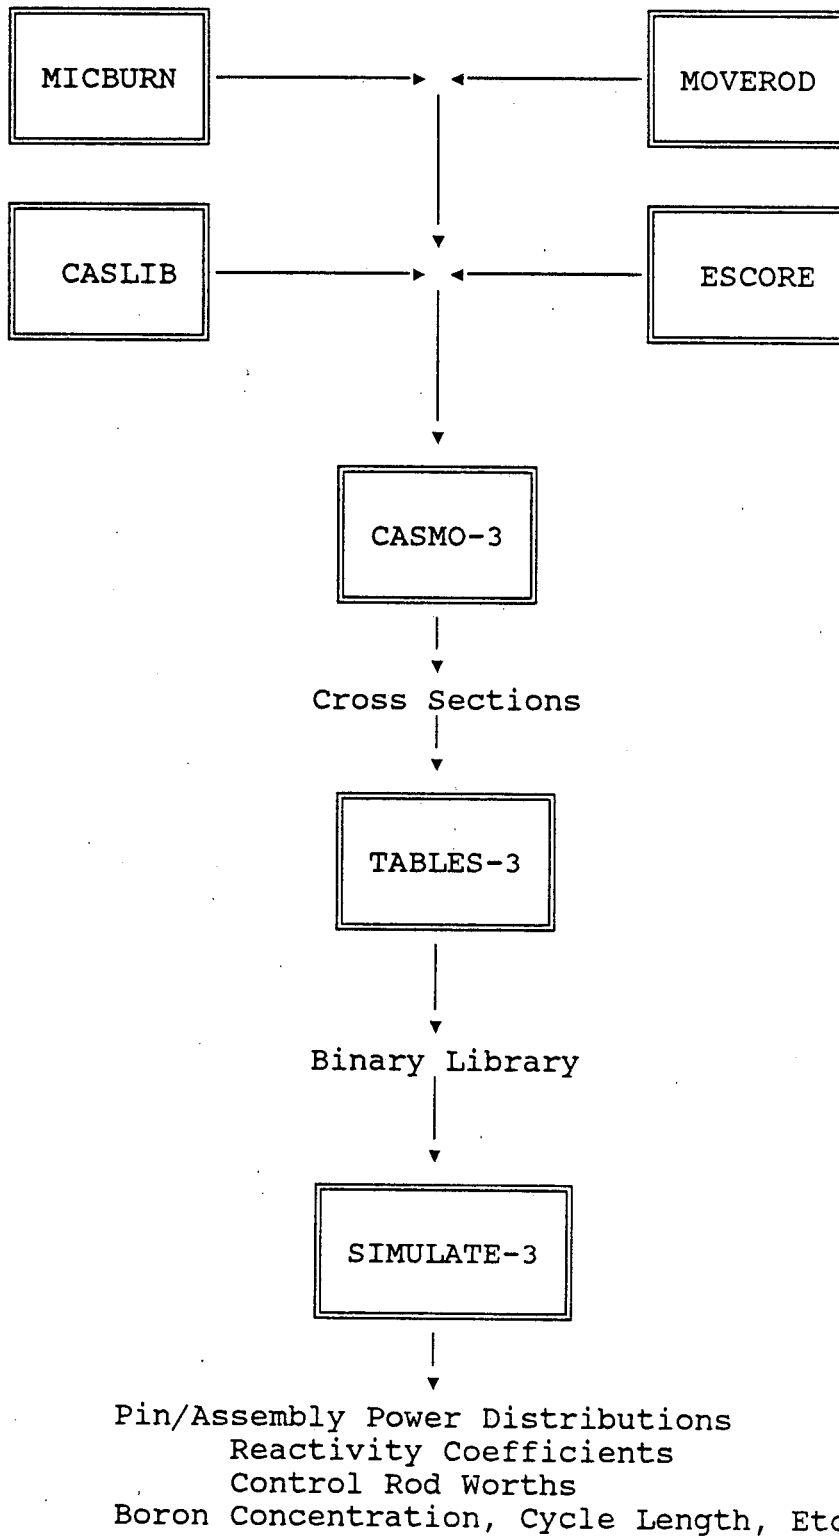 MICBURN
MOVEROD
CASLIB
ESCORE
CASMO-3
Cross Sections
TABLES-3
Binary Library
SIMULATE-3
Pin/Assembly Power Distributions
Reactivity Coefficients
Control Rod Worths
Boron Concentration, Cycle Length, Etc